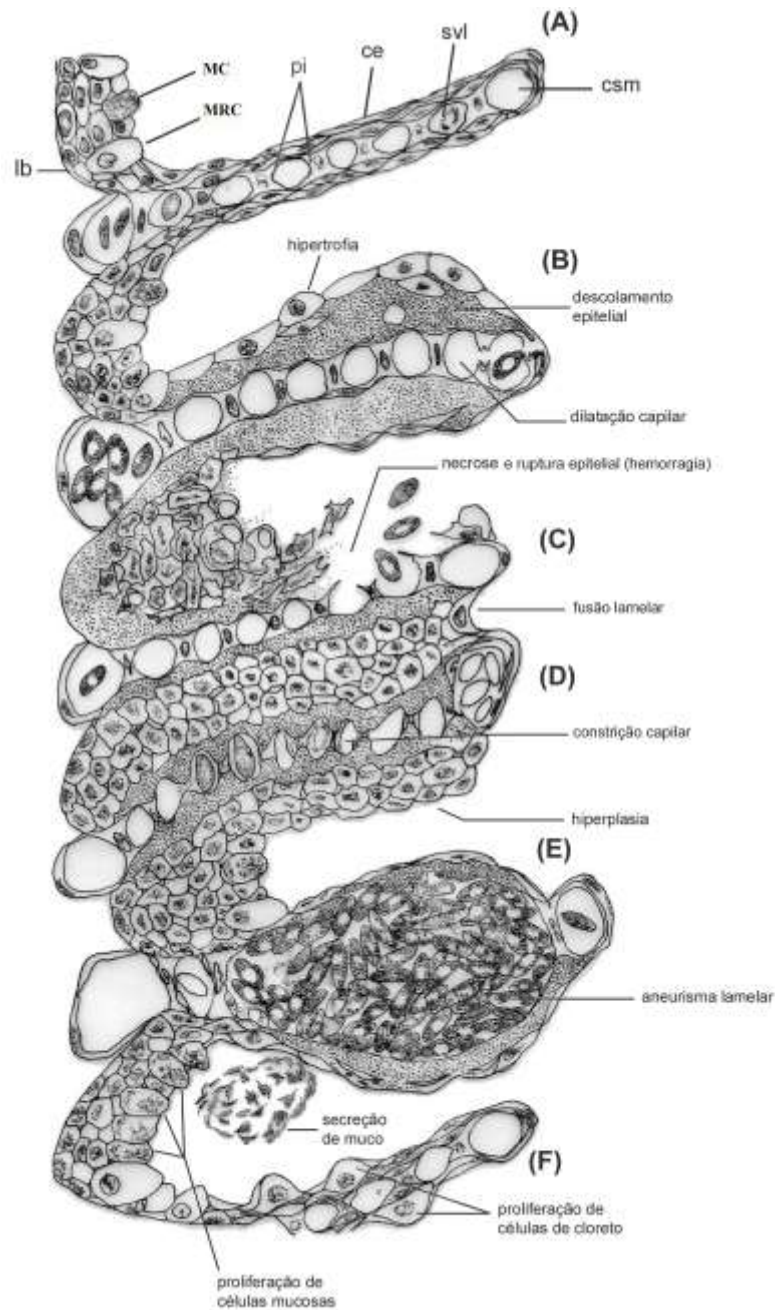 (A)
svl
ce
MC
pi
csm
MRC
lb
(B)
hipertrofia
descolamento
epitelial
dilatação capilar
necrose e ruptura epitelial (hemorragia)
(C)
fusão lamelar
(D)
constrição capilar
hiperplasia
(E)
aneurisma lamelar
secreção
de muco
(F)
proliferação de
células de cloreto
proliferação de
células mucosas